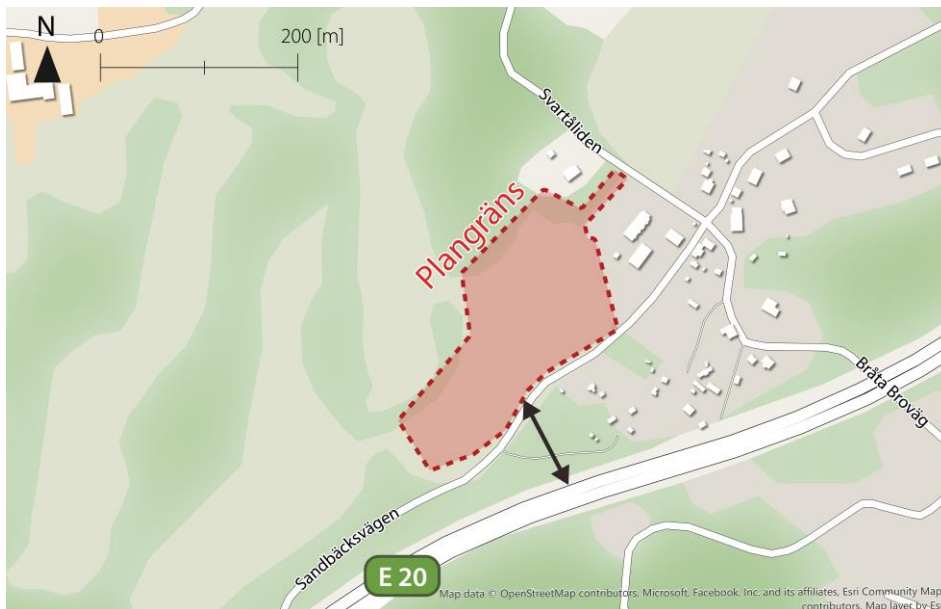 N
0
200 [m]
Svartåliden
Plangräns
Bråta Broväg
Sandbäcksvägen
E 20
Map data © OpenStreetMap contributors, Microsoft, Facebook, Inc. and its affiliates, Esri Community Map
contributors, Map layer by Es